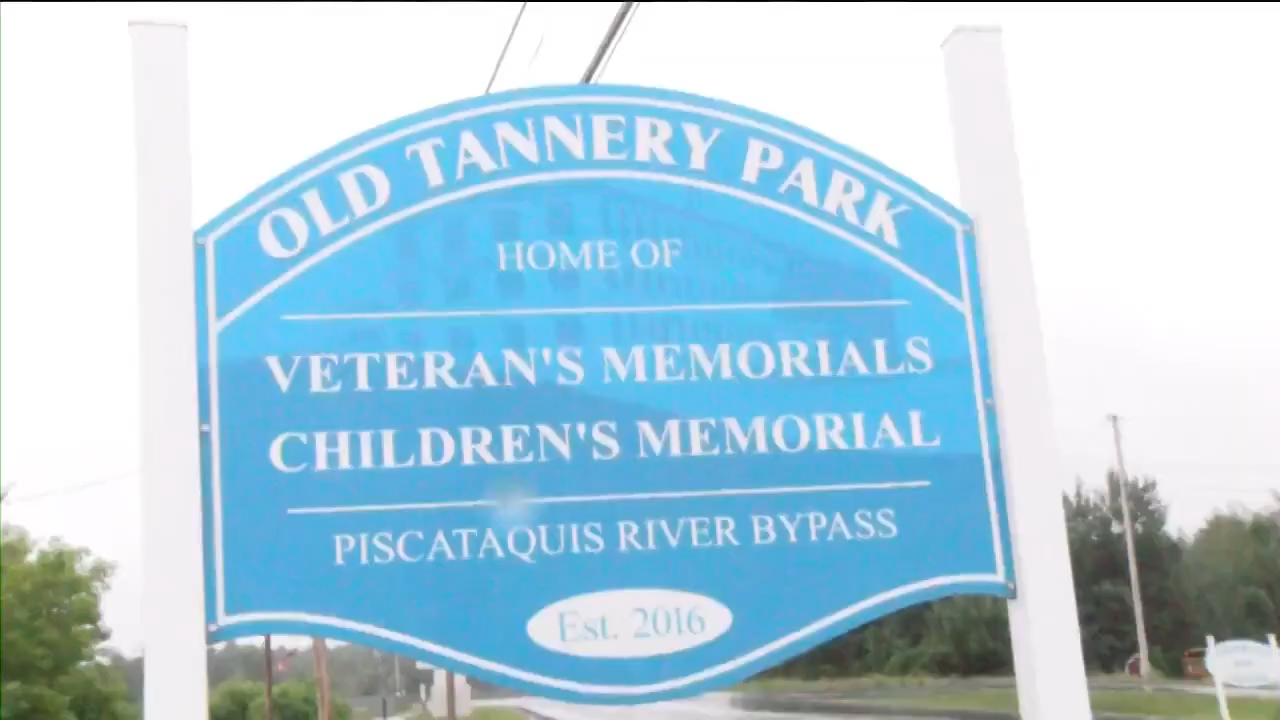 OLD TANNERY PARK
HOME OF
VETERAN'S MEMORIALS
CHILDREN'S MEMORIAL
PISCATAQUIS RIVER BYPASS
Est. 2016